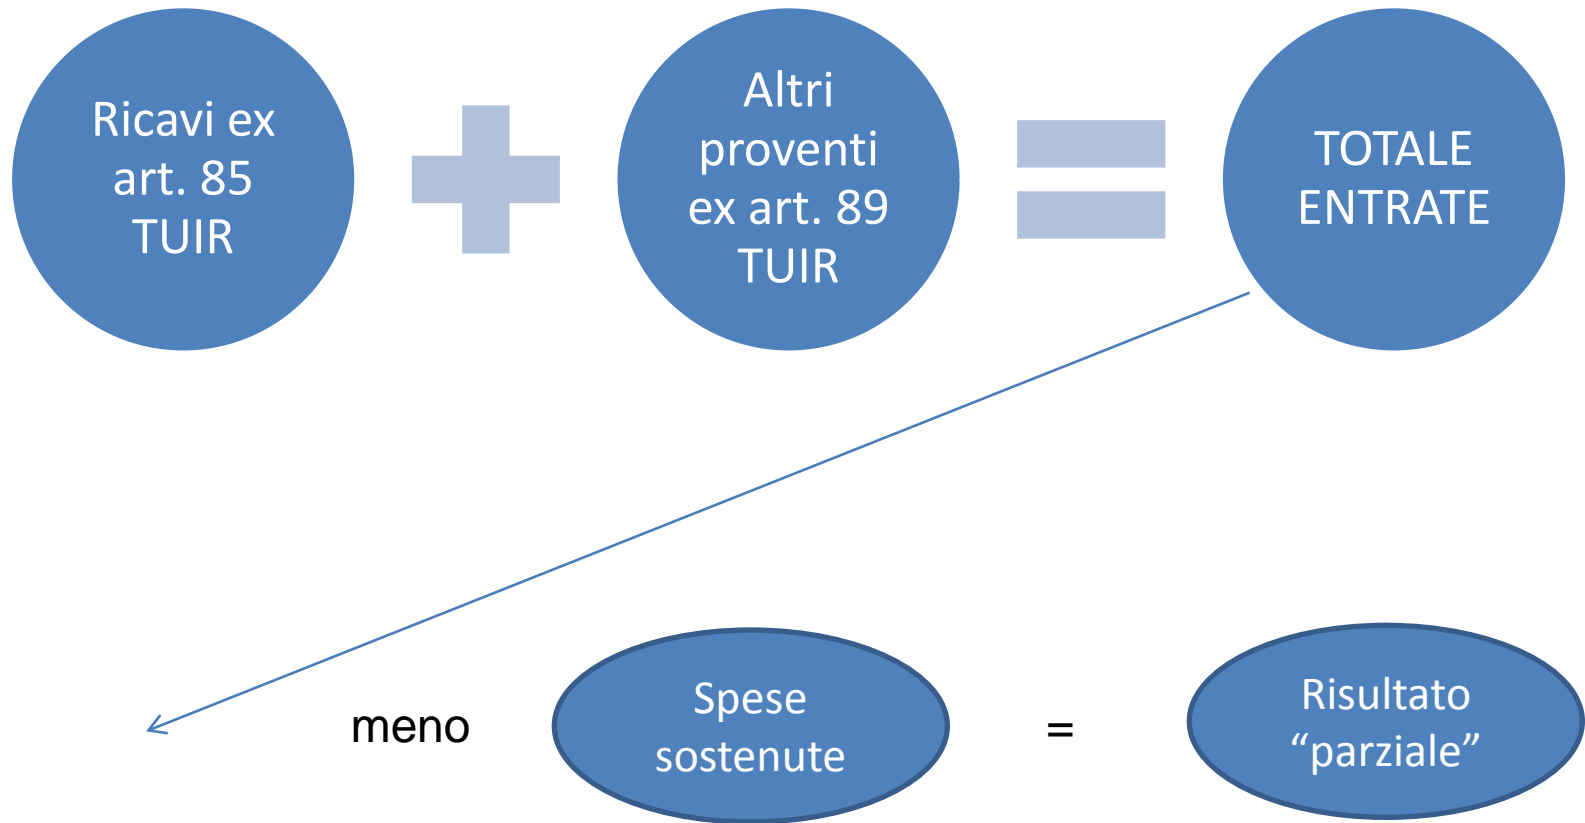 Ricavi ex
art. 85
TUIR
Altri
proventi
ex art. 89
TUIR
TOTALE
ENTRATE
meno
Spese
sostenute
=
Risultato
“parziale”